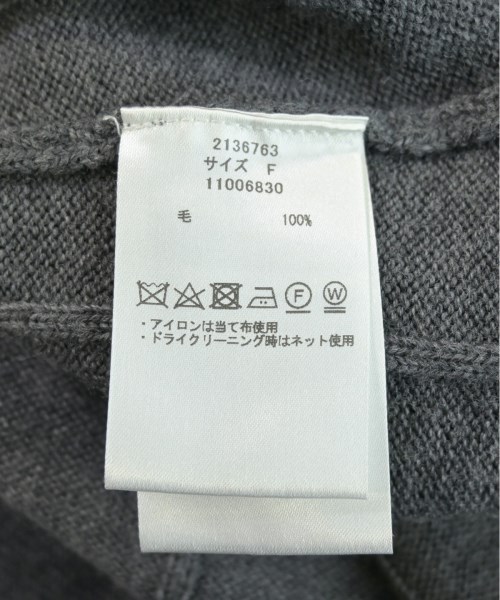 2136763
サイズ F
11006830
毛 100%
F W
・アイロンは当て布使用
・ドライクリーニング時はネット使用